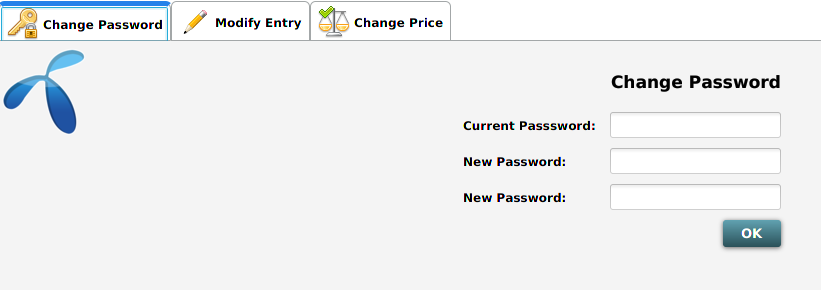 Change Password
Modify Entry
Change Price
Change Password
Current Passsword:
New Password:
New Password:
OK